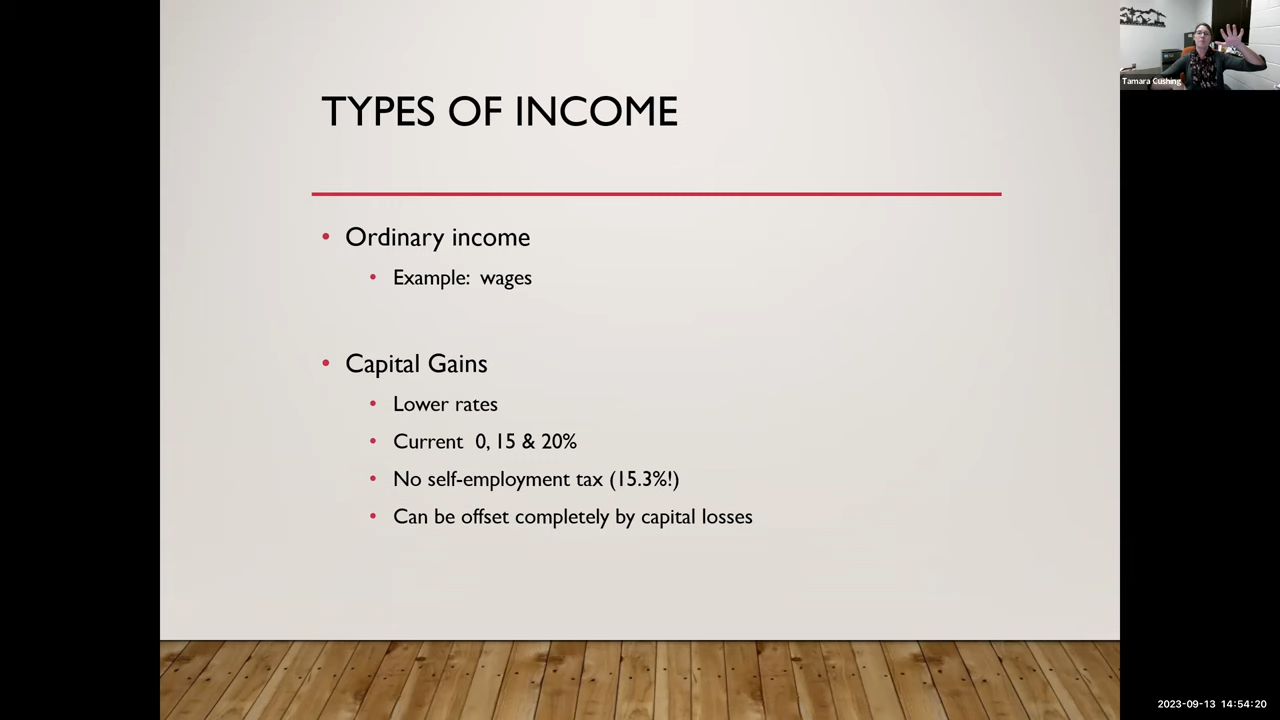 TYPES OF INCOME
• Ordinary income
• Example: wages
• Capital Gains
• Lower rates
• Current 0, 15 & 20%
• No self-employment tax (15.3%!)
• Can be offset completely by capital losses
Tamara Cushing
2023-09-13 14:54:20